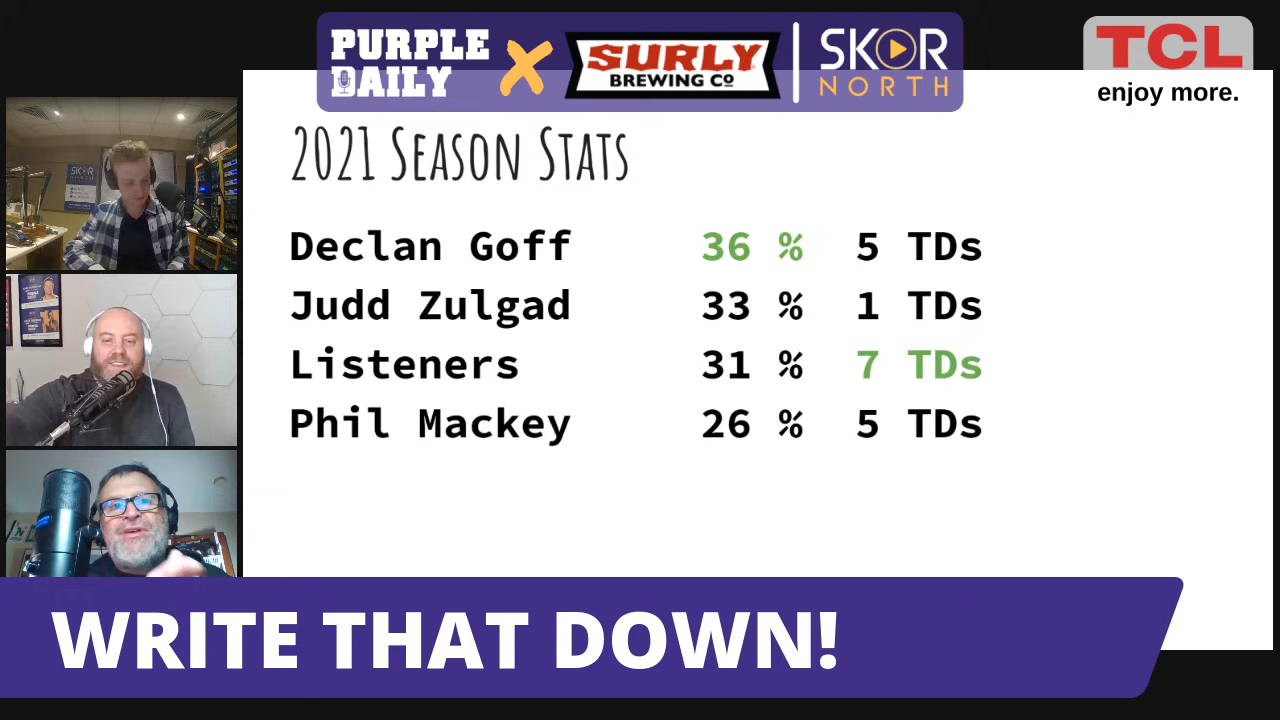 PURPLE DAILY
SURLY
BREWING CO
SKOR
NORTH
TCL
enjoy more.
2021 SEASON STATS
Declan Goff 36 % 5 TDs
Judd Zulgad 33 % 1 TDs
Listeners 31 % 7 TDs
Phil Mackey 26 % 5 TDs
SKOR
WRITE THAT DOWN!